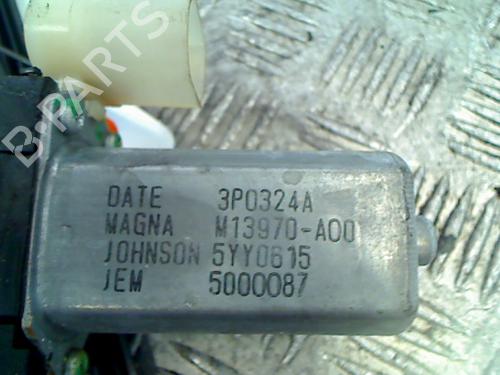 B-PARTS
DATE 3P0324A
MAGNA M13970-A00
JOHNSON 5YY0615
JEM 5000087